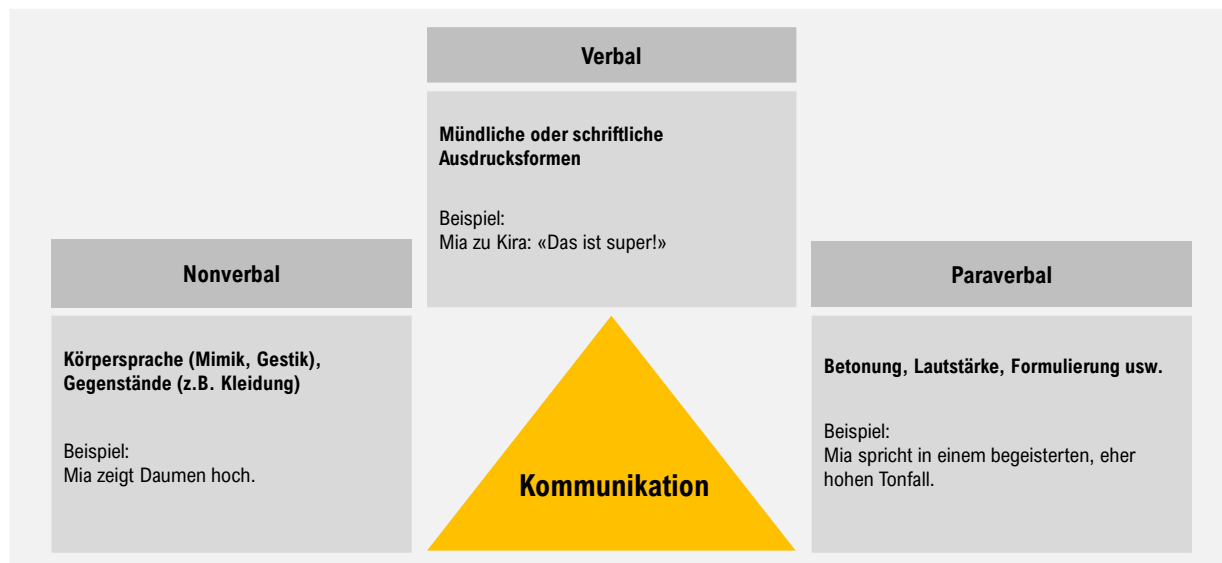 Verbal
Mündliche oder schriftliche
Ausdrucksformen
Beispiel:
Mia zu Kira: «Das ist super!»
Nonverbal
Körpersprache (Mimik, Gestik),
Gegenstände (z.B. Kleidung)
Beispiel:
Mia zeigt Daumen hoch.
Kommunikation
Paraverbal
Betonung, Lautstärke, Formulierung usw.
Beispiel:
Mia spricht in einem begeisterten, eher
hohen Tonfall.